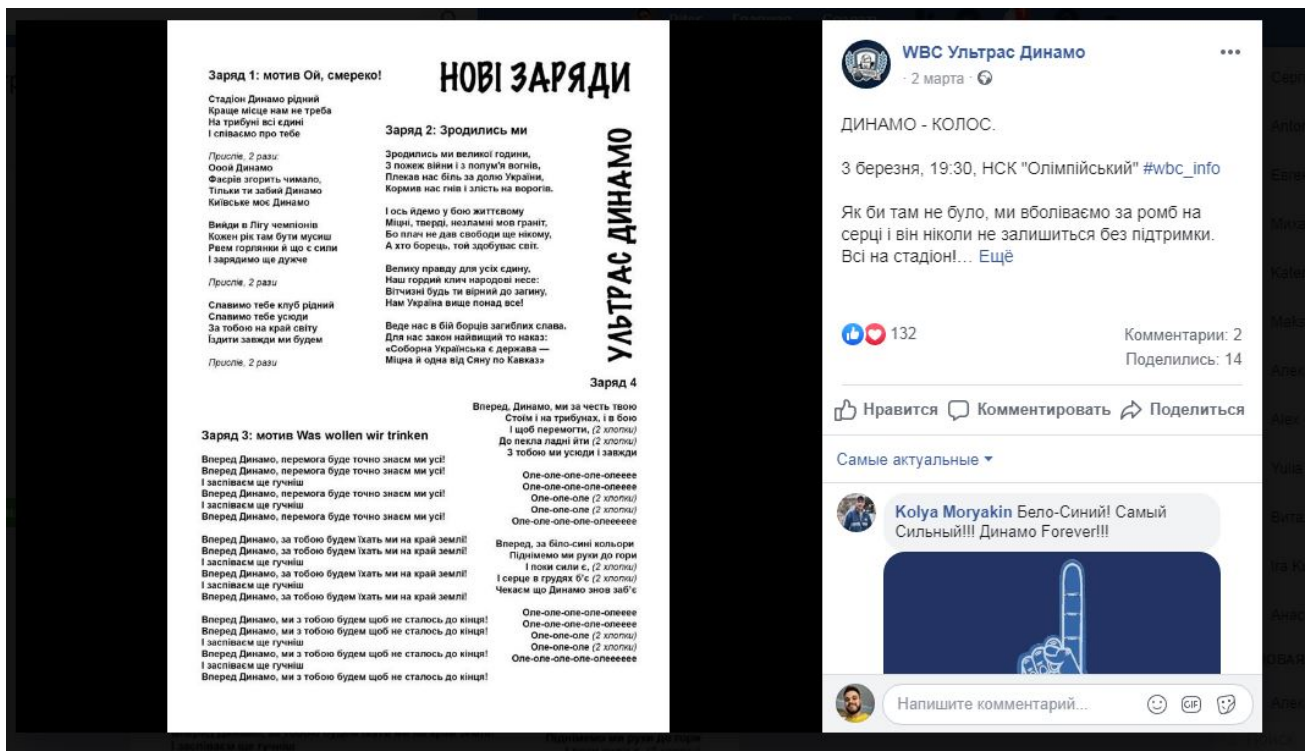 НОВІ ЗАРЯДИ
УЛЬТРАС ДИНАМО
Заряд 1: мотив Ой, смереко!
Стадіон Динамо рідний
Краще місце нам не треба
На трибуні всі єдині
І співаємо про тебе
Приспів, 2 рази:
Ооой Динамо
Фаєрів згорить чимало,
Тільки ти забий Динамо
Київське моє Динамо
Вийди в Лігу чемпіонів
Кожен рік там бути мусиш
Рвем горлянки й що є сили
І зарядимо ще дужче
Приспів, 2 рази
Славимо тебе клуб рідний
Славимо тебе усюди
За тобою на край світу
Їздити завжди ми будем
Приспів, 2 рази
Заряд 2: Зродились ми
Зродились ми великої години,
З пожеж війни і з полум'я вогнів,
Плекав нас біль за долю України,
Кормив нас гнів і злість на ворогів.
І ось йдемо у бою життєвому
Міцні, тверді, незламні мов граніт,
Бо плач не дав свободи ще нікому,
А хто борець, той здобуває світ.
Велику правду для усіх єдину,
Наш гордий клич народові несе:
Вітчизні будь ти вірний до загину,
Нам Україна вище понад все!
Веде нас в бій борців загиблих слава.
Для нас закон найвищий то наказ:
«Соборна Українська є держава —
Міцна й одна від Сяну по Кавказ»
Заряд 3: мотив Was wollen wir trinken
Вперед Динамо, перемога буде точно знаєм ми усі!
Вперед Динамо, перемога буде точно знаєм ми усі!
І заспіваєм ще гучніш
Вперед Динамо, перемога буде точно знаєм ми усі!
І заспіваєм ще гучніш
Вперед Динамо, перемога буде точно знаєм ми усі!
Вперед Динамо, за тобою будем їхать ми на край землі!
Вперед Динамо, за тобою будем їхать ми на край землі!
І заспіваєм ще гучніш
Вперед Динамо, за тобою будем їхать ми на край землі!
І заспіваєм ще гучніш
Вперед Динамо, за тобою будем їхать ми на край землі!
Вперед Динамо, ми з тобою будем щоб не сталось до кінця!
Вперед Динамо, ми з тобою будем щоб не сталось до кінця!
І заспіваєм ще гучніш
Вперед Динамо, ми з тобою будем щоб не сталось до кінця!
І заспіваєм ще гучніш
Вперед Динамо, ми з тобою будем щоб не сталось до кінця!
Заряд 4
Вперед, Динамо, ми за честь твою
Стоїм і на трибунах, і в бою
І щоб перемогти, (2 хлопки)
До пекла ладні йти (2 хлопки)
З тобою ми усюди і завжди
Оле-оле-оле-оле-олеееe
Оле-оле-оле-оле-олееее
Оле-оле-оле (2 хлопки)
Оле-оле-оле (2 хлопки)
Оле-оле-оле-оле-олееееее
Вперед, за біло-сині кольори
Піднімемо ми руки до гори
І поки сили є, (2 хлопки)
І серце в грудях б'є (2 хлопки)
Чекаєм що Динамо знов заб'є
Оле-оле-оле-оле-олееее
Оле-оле-оле-оле-олееее
Оле-оле-оле (2 хлопки)
Оле-оле-оле (2 хлопки)
Оле-оле-оле-оле-олееееее
WBC Ультрас Динамо
· 2 марта ·
ДИНАМО - КОЛОС.
3 березня, 19:30, НСК "Олімпійський" #wbc_info
Як би там не було, ми вболіваємо за ромб на
серці і він ніколи не залишиться без підтримки.
Всі на стадіон!... Ещё
132
Комментарии: 2
Поделились: 14
Нравится Комментировать Поделиться
Самые актуальные
Kolya Moryakin Бело-Синий! Самый
Сильный!!! Динамо Forever!!!
Напишите комментарий...
GIF